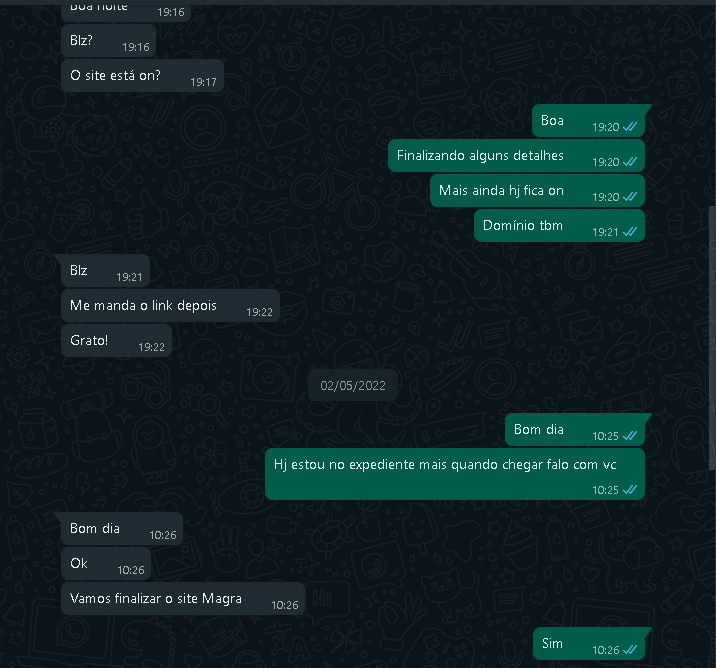 Boa noite 19:16
Blz? 19:16
O site está on? 19:17
Boa 19:20
Finalizando alguns detalhes 19:20
Mais ainda hj fica on 19:20
Domínio tbm 19:21
Blz 19:21
Me manda o link depois 19:22
Grato! 19:22
02/05/2022
Bom dia 10:25
Hj estou no expediente mais quando chegar falo com vc
10:25
Bom dia 10:26
Ok 10:26
Vamos finalizar o site Magra 10:26
Sim 10:26